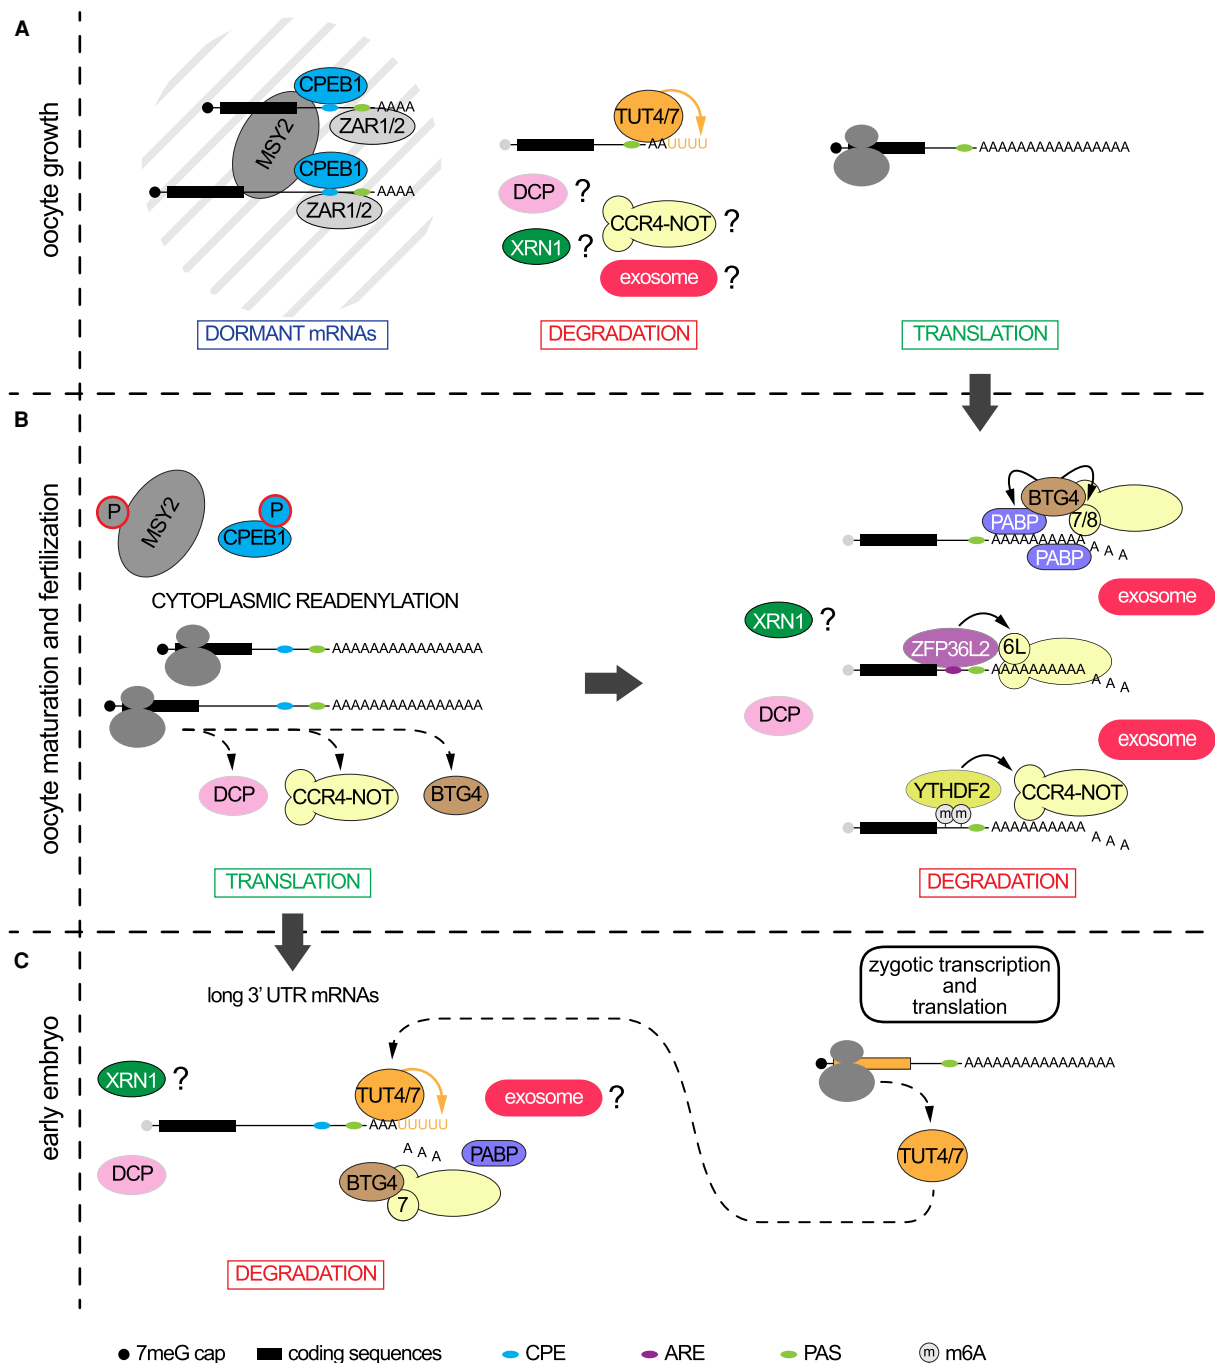 A
oocyte growth
CPEB1
AAAA
ZAR1/2
MSY2
CPEB1
AAAA
ZAR1/2
DORMANT mRNAs
TUT4/7
AAUUUU
DCP ?
CCR4-NOT ?
XRN1 ?
exosome ?
DEGRADATION
AAAAAAAAAAAAAAAA
TRANSLATION
B
oocyte maturation and fertilization
P
MSY2
P
CPEB1
CYTOPLASMIC READENYLATION
AAAAAAAAAAAAAAAA
AAAAAAAAAAAAAAAA
DCP
CCR4-NOT
BTG4
TRANSLATION
BTG4
PABP
7/8
AAAAAAAAAA
A A A
PABP
exosome
XRN1 ?
ZFP36L2
6L
AAAAAAAAAA
A A A
DCP
exosome
YTHDF2
CCR4-NOT
m m
AAAAAAAAAA
A A A
DEGRADATION
C
early embryo
long 3' UTR mRNAs
XRN1 ?
TUT4/7
AAAUUUUU
exosome ?
A A A
PABP
DCP
BTG4
7
DEGRADATION
zygotic transcription
and
translation
AAAAAAAAAAAAAAAA
TUT4/7
7meG cap
coding sequences
CPE
ARE
PAS
m m6A